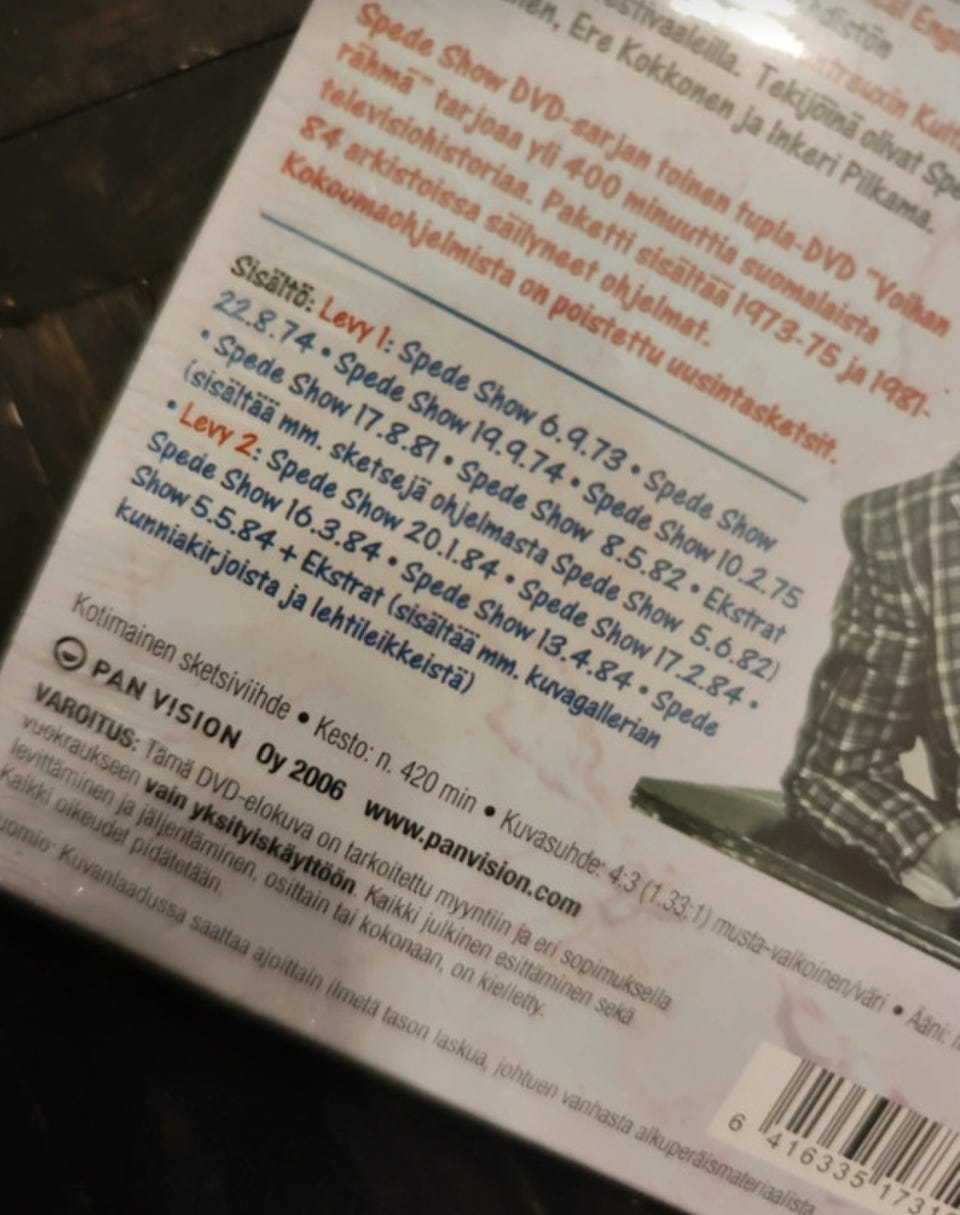 festivaaleilla. Tekijöinä olivat
Ere Kokkonen ja Inkeri Pilkama.
Spede Show DVD-sarjan toinen tupla-DVD "Voihan
rähmä" tarjoaa yli 400 minuuttia suomalaista
televisiohistoriaa. Paketti sisältää 1973-75 ja 1981-
84 arkistoissa säilyneet ohjelmat.
Kokoomaohjelmista on poistettu uusintasketsit.
Sisältö: Levy 1: Spede Show 6.9.73 • Spede Show
22.8.74 • Spede Show 19.9.74 • Spede Show 10.2.75
• Spede Show 17.8.81 • Spede Show 8.5.82 • Ekstrat
(sisältää mm. sketsejä ohjelmasta Spede Show 5.6.82)
• Levy 2: Spede Show 20.1.84 • Spede Show 17.2.84 •
Spede Show 16.3.84 • Spede Show 13.4.84 • Spede
Show 5.5.84 + Ekstrat (sisältää mm. kuvagallerian
kunniakirjoista ja lehtileikkeistä)
Kotimainen sketsiviihde • Kesto: n. 420 min • Kuvasuhde: 4:3 (1.33:1) musta-valkoinen/väri • Ääni:
PAN VISION Oy 2006 www.panvision.com
VAROITUS: Tämä DVD-elokuva on tarkoitettu myyntiin ja eri sopimuksella
vuokraukseen vain yksityiskäyttöön. Kaikki julkinen esittäminen sekä
levittäminen ja jäljentäminen, osittain tai kokonaan, on kielletty.
Kaikki oikeudet pidätetään.
Kuvanlaadussa saattaa ajoittain ilmetä tason laskua, johtuen vanhasta alkuperäismateriaalista
6 416335 1731